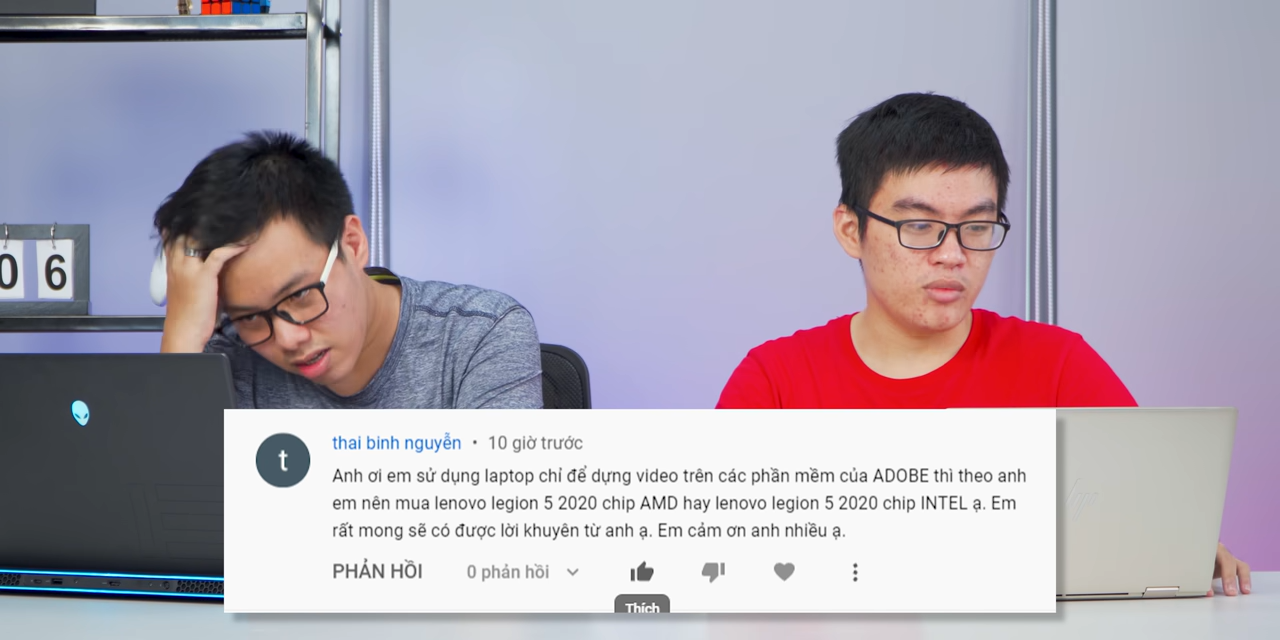 06
t
thai binh nguyễn • 10 giờ trước
Anh ơi em sử dụng laptop chỉ để dựng video trên các phần mềm của ADOBE thì theo anh
em nên mua lenovo legion 5 2020 chip AMD hay lenovo legion 5 2020 chip INTEL ạ. Em
rất mong sẽ có được lời khuyên từ anh ạ. Em cảm ơn anh nhiều ạ.
PHẢN HỒI 0 phản hồi
Thích
hp